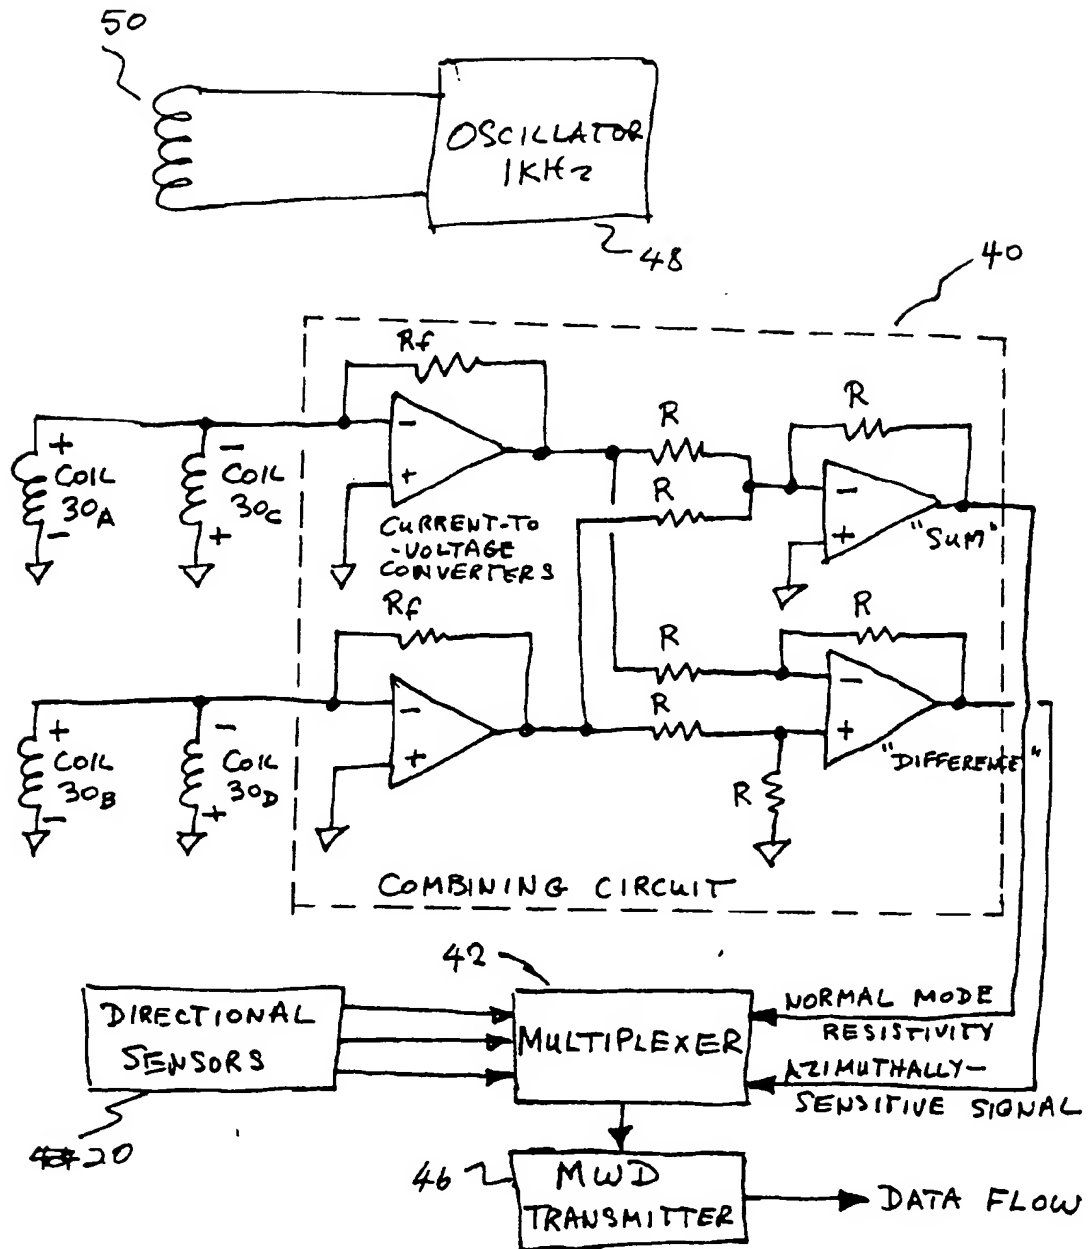 50
OSCILLATOR
1KHz
48
40
Rf
R
R
+
COIL
30A
-
-
COIL
30C
+
-
+
CURRENT-TO
-VOLTAGE
CONVERTERS
R
-
+
"SUM"
Rf
R
R
R
+
COIL
30B
-
-
COIL
30D
+
-
+
-
+
"DIFFERENCE"
R
COMBINING CIRCUIT
42
DIRECTIONAL
SENSORS
MULTIPLEXER
NORMAL MODE
RESISTIVITY
AZIMUTHALLY-
SENSITIVE SIGNAL
20
46
MWD
TRANSMITTER
DATA FLOW